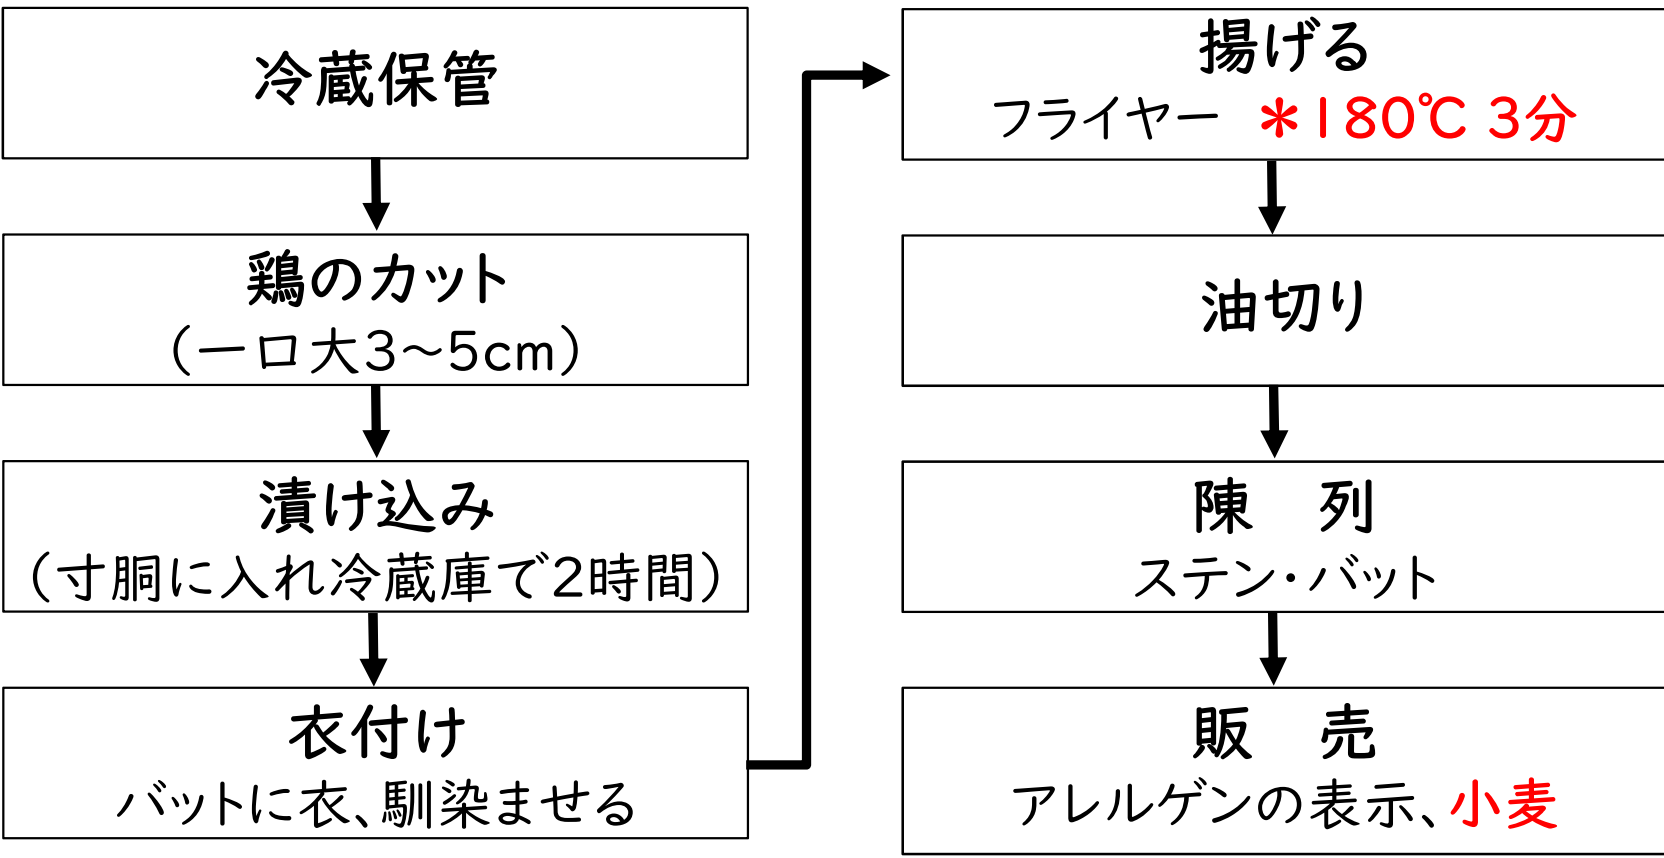 冷蔵保管
鶏のカット
（一口大3～5cm）
漬け込み
（寸胴に入れ冷蔵庫で2時間）
衣付け
バットに衣、馴染ませる
揚げる
フライヤー　＊180℃ 3分
油切り
陳　列
ステン・バット
販　売
アレルゲンの表示、小麦